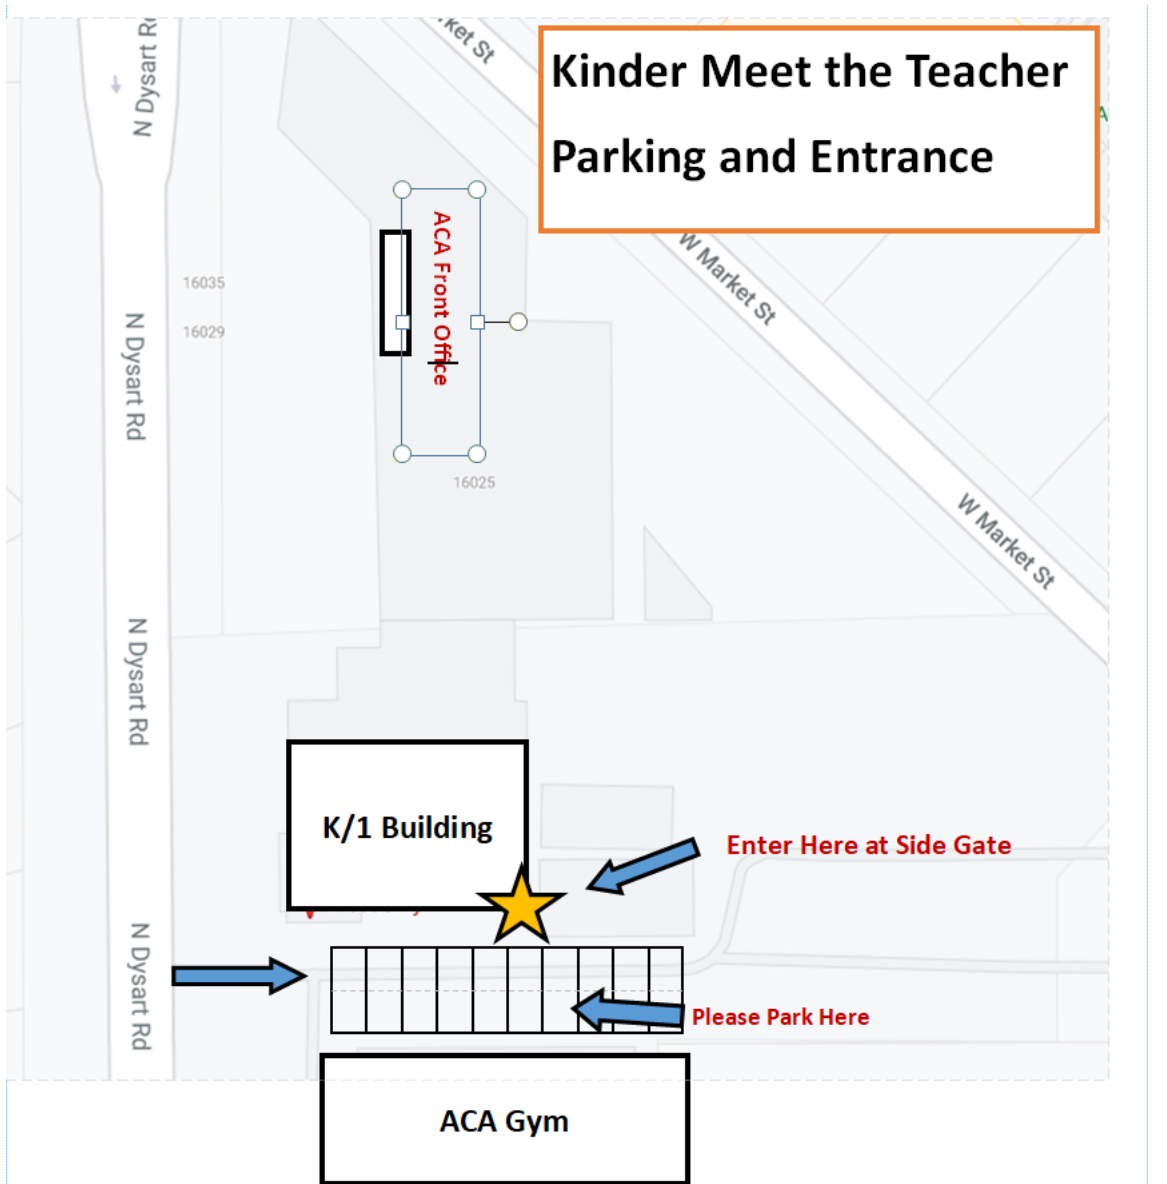 N Dysart Rd
Market St
Kinder Meet the Teacher
Parking and Entrance
ACA Front Office
W Market St
16035
16029
N Dysart Rd
16025
W Market St
N Dysart Rd
K/1 Building
Enter Here at Side Gate
N Dysart Rd
Please Park Here
ACA Gym